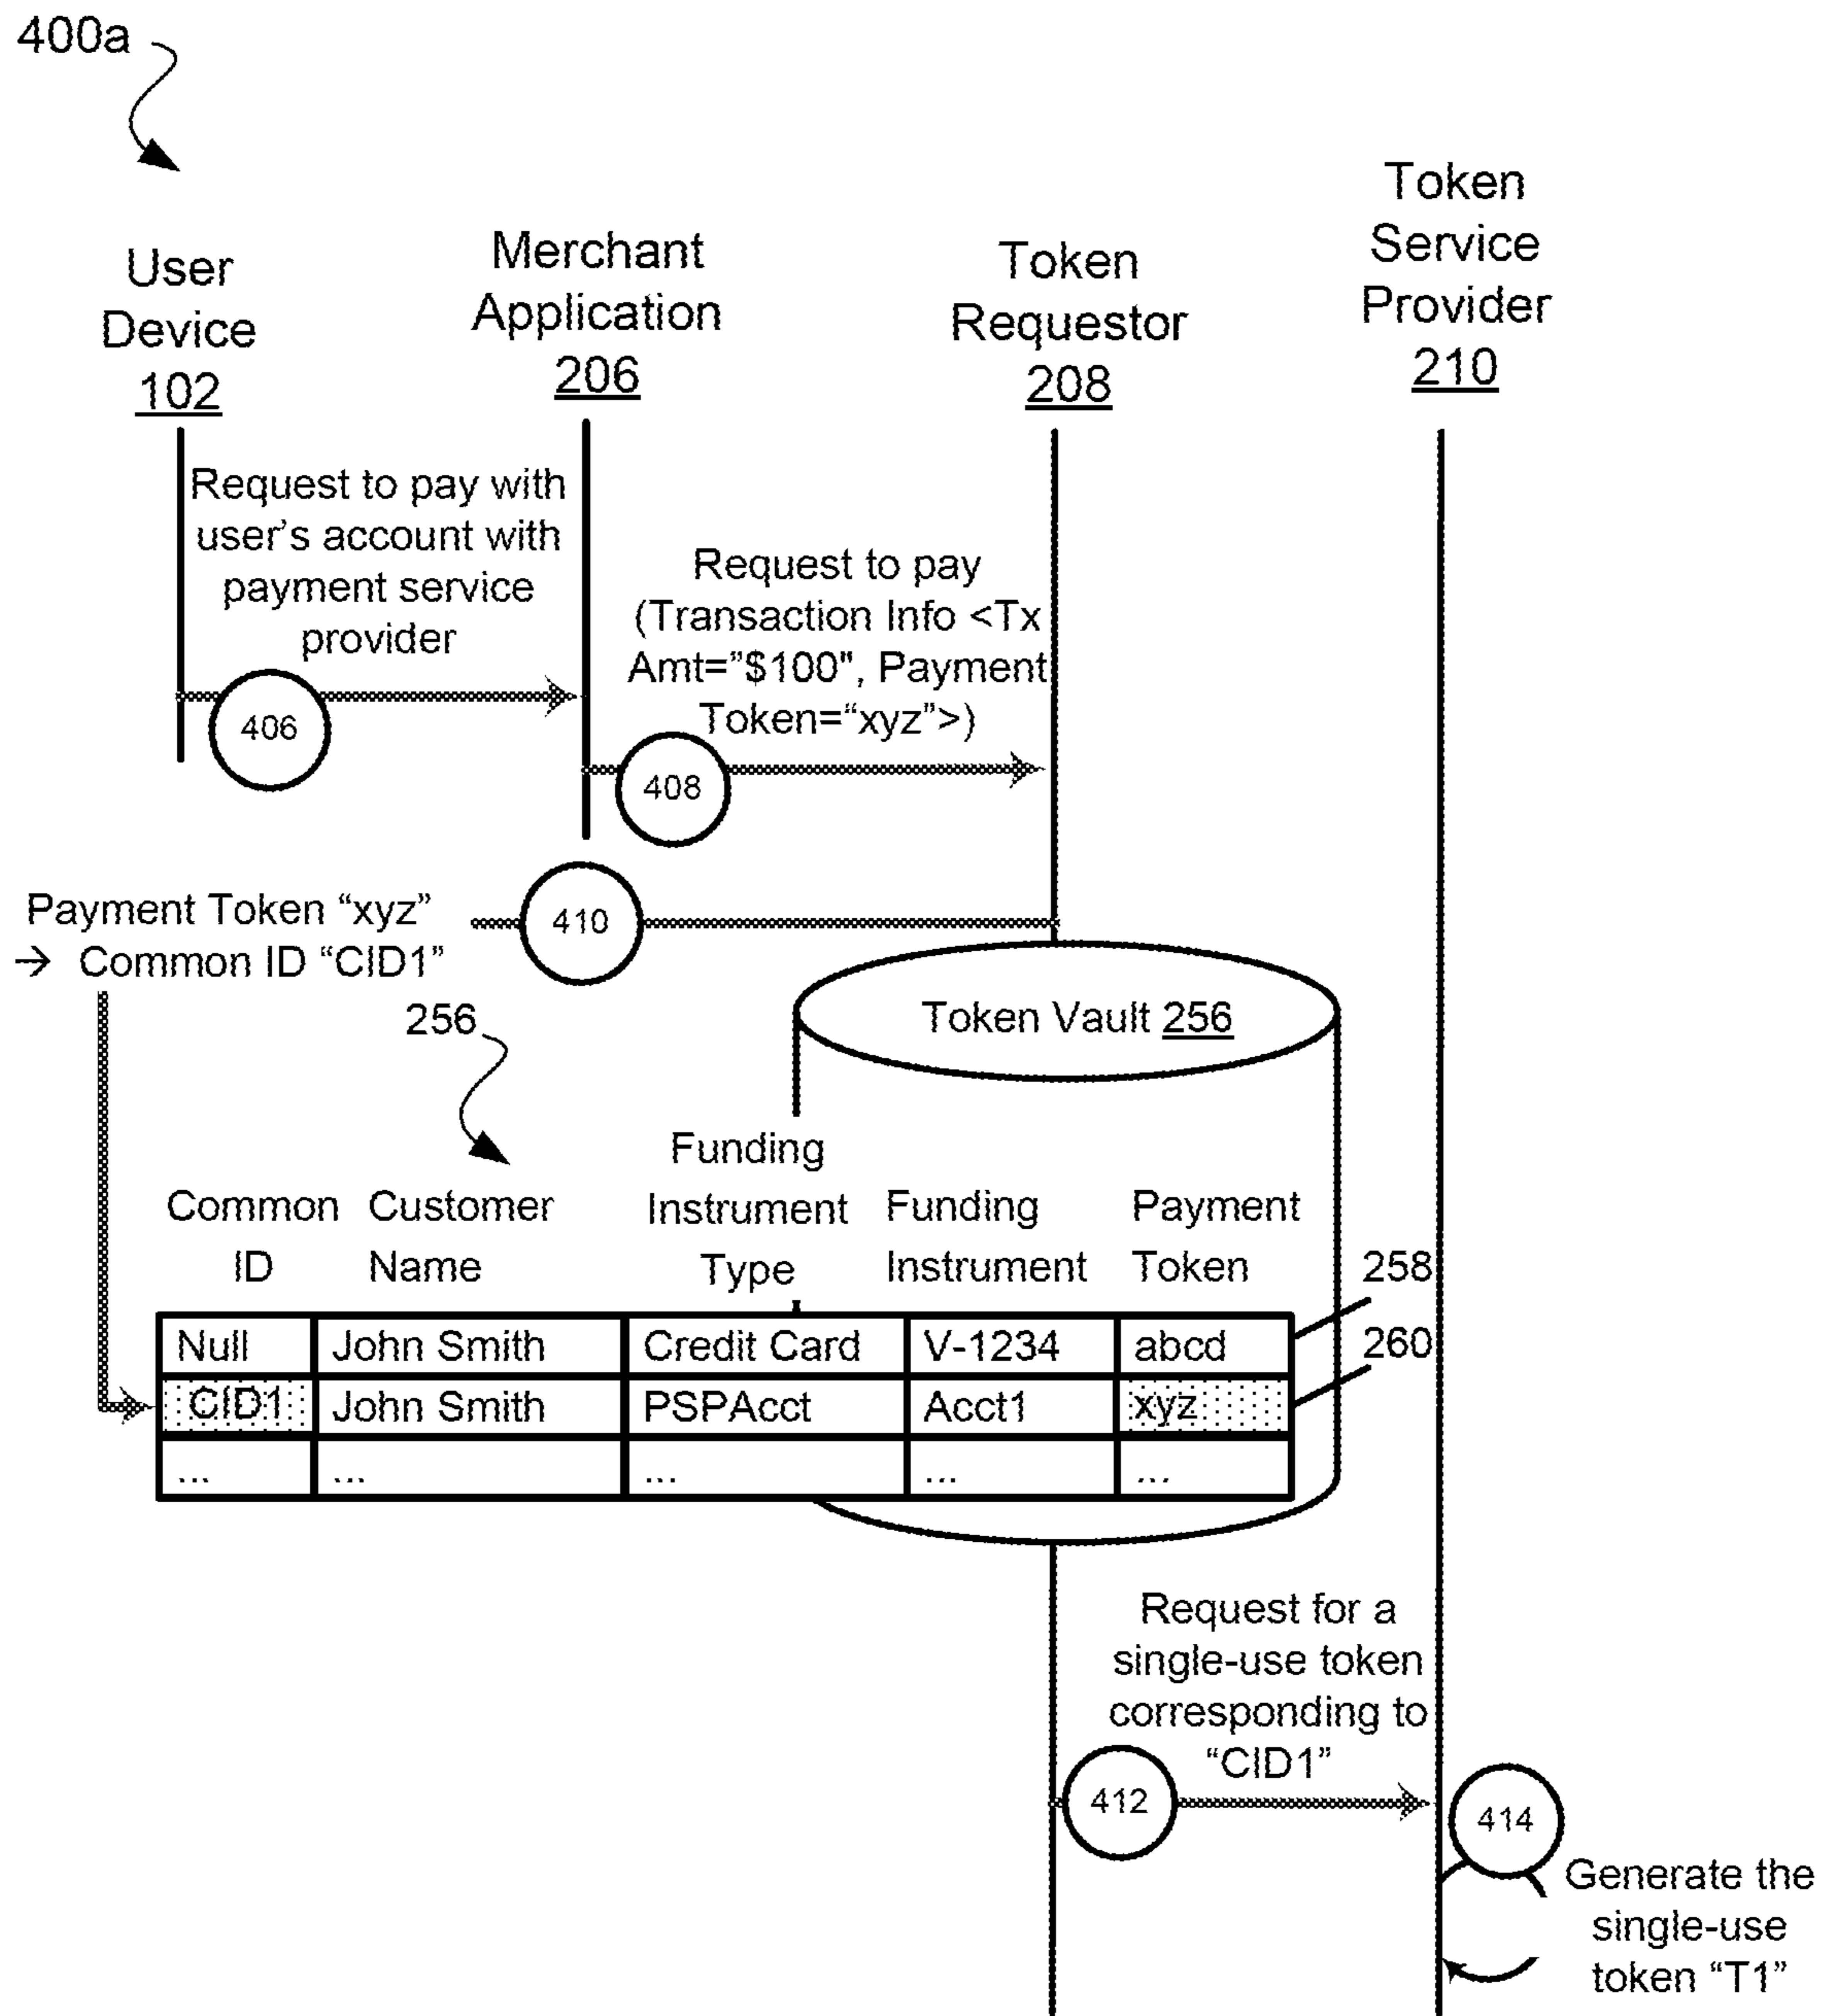 400a
User
Device
102
Merchant
Application
206
Token
Requestor
208
Token
Service
Provider
210
Request to pay with
user's account with
payment service
provider
406
Request to pay
(Transaction Info <Tx
Amt="$100", Payment
Token="xyz">)
408
410
Payment Token "xyz"
→ Common ID "CID1"
256
Token Vault 256
Common
ID
Customer
Name
Funding
Instrument
Type
Funding
Instrument
Payment
Token
258
260
Null John Smith Credit Card V-1234 abcd
CID1 John Smith PSPAcct Acct1 xyz
... ... ... ... ...
Request for a
single-use token
corresponding to
"CID1"
412
414
Generate the
single-use
token "T1"